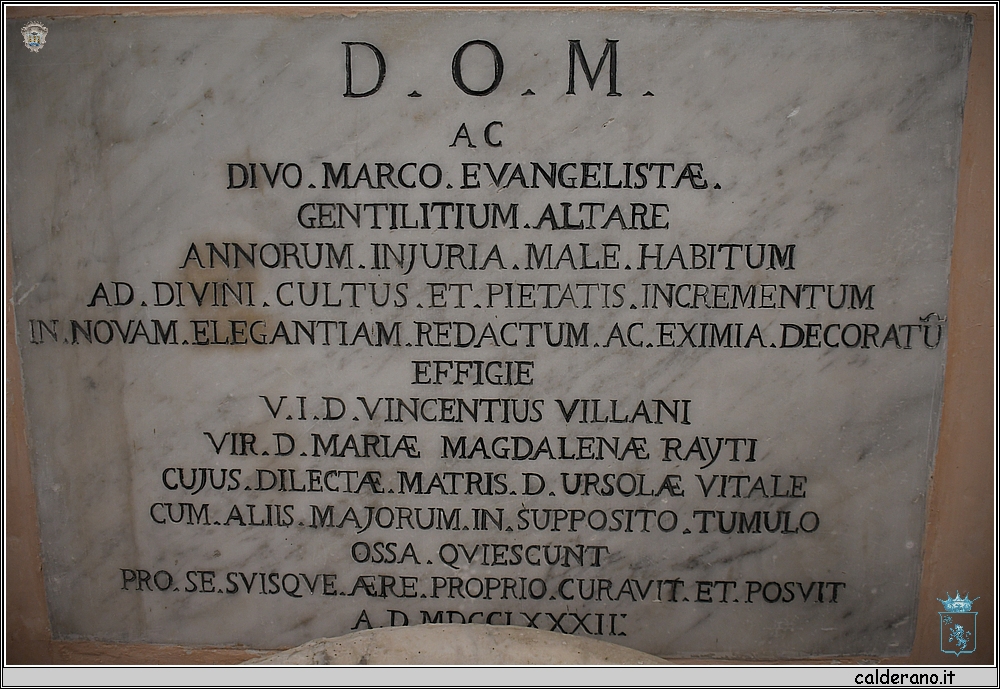 D. O. M.
AC
DIVO. MARCO. EVANGELISTÆ.
GENTILITIUM. ALTARE
ANNORUM. INJURIA. MALE. HABITUM
AD. DIVINI. CULTUS. ET. PIETATIS. INCREMENTUM
IN. NOVAM. ELEGANTIAM. REDACTUM. AC. EXIMIA. DECORATŨ
EFFIGIE
V. I. D. VINCENTIUS VILLANI
VIR. D. MARIÆ MAGDALENÆ RAYTI
CUJUS. DILECTÆ. MATRIS. D. URSOLÆ VITALE
CUM. ALIIS. MAJORUM. IN. SUPPOSITO. TUMULO
OSSA. QVIESCUNT
PRO. SE. SVISQVE. ÆRE. PROPRIO. CURAVIT. ET. POSVIT
A. D. MDCCLXXXII.
calderano.it